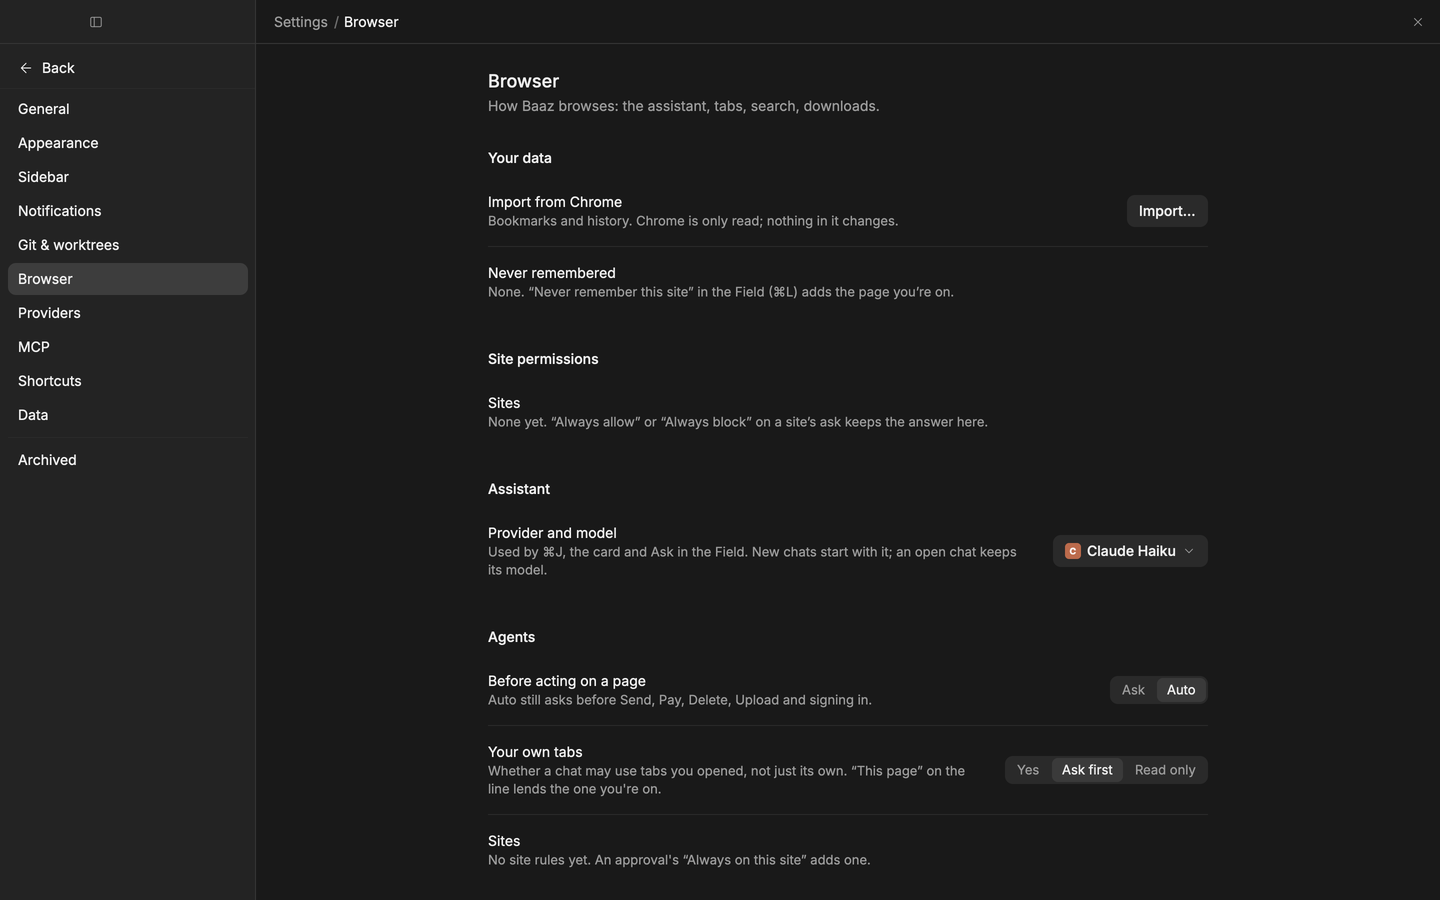 Settings / Browser
Back
General
Appearance
Sidebar
Notifications
Git & worktrees
Browser
Providers
MCP
Shortcuts
Data
Archived
Browser
How Baaz browses: the assistant, tabs, search, downloads.
Your data
Import from Chrome
Bookmarks and history. Chrome is only read; nothing in it changes.
Import...
Never remembered
None. “Never remember this site” in the Field (⌘L) adds the page you’re on.
Site permissions
Sites
None yet. “Always allow” or “Always block” on a site’s ask keeps the answer here.
Assistant
Provider and model
Used by ⌘J, the card and Ask in the Field. New chats start with it; an open chat keeps
its model.
C Claude Haiku
Agents
Before acting on a page
Auto still asks before Send, Pay, Delete, Upload and signing in.
Ask Auto
Your own tabs
Whether a chat may use tabs you opened, not just its own. “This page” on the
line lends the one you're on.
Yes Ask first Read only
Sites
No site rules yet. An approval's “Always on this site” adds one.